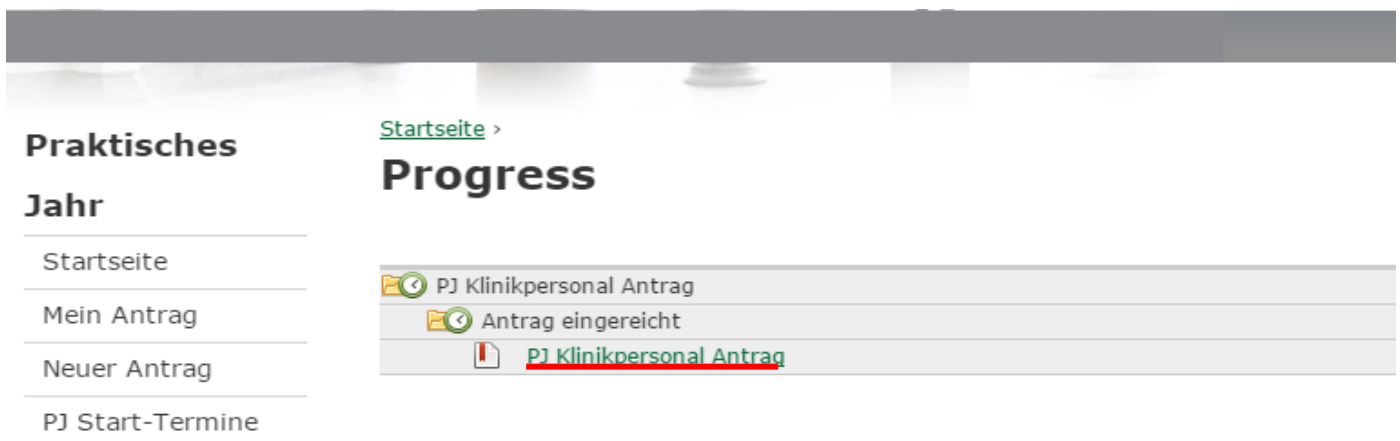 Praktisches
Jahr
Startseite
Mein Antrag
Neuer Antrag
PJ Start-Termine
Startseite ›
Progress
PJ Klinikpersonal Antrag
Antrag eingereicht
PJ Klinikpersonal Antrag